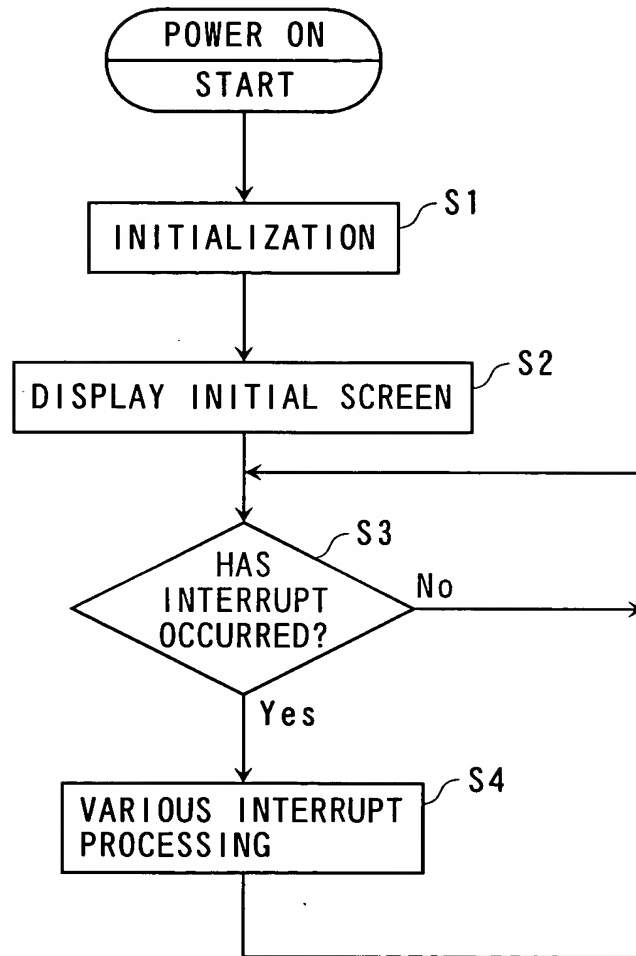 POWER ON
START
S1
INITIALIZATION
S2
DISPLAY INITIAL SCREEN
S3
HAS
INTERRUPT
OCCURRED?
No
Yes
S4
VARIOUS INTERRUPT
PROCESSING